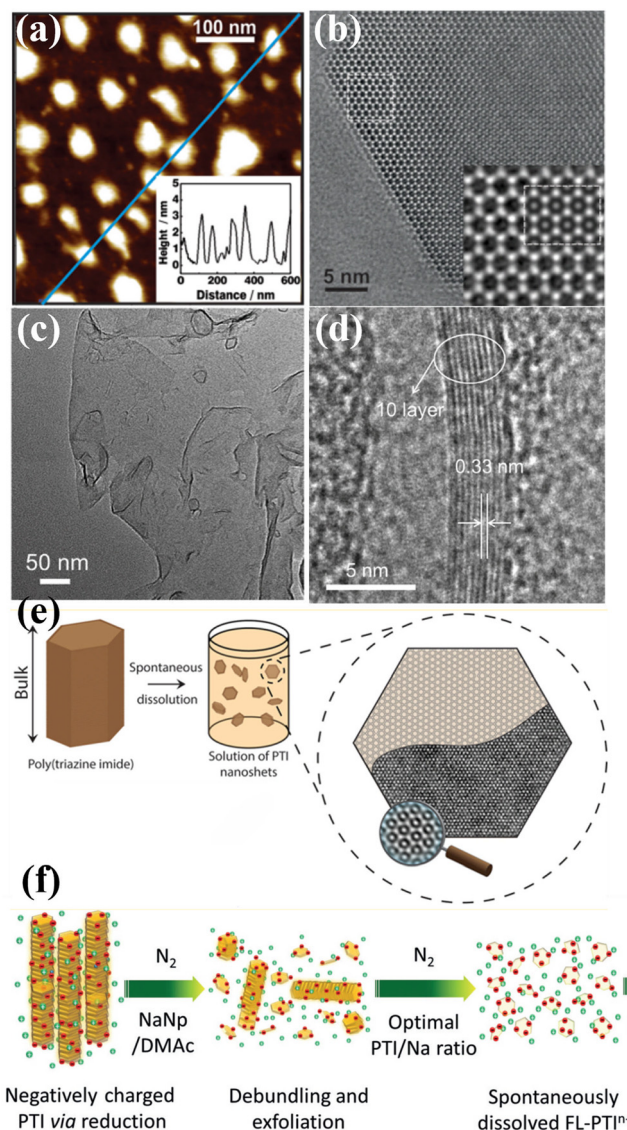 (a)
100 nm
Height / nm
5
4
3
2
1
0
0 200 400 600
Distance / nm
(b)
5 nm
(c)
50 nm
(d)
10 layer
0.33 nm
5 nm
(e)
Bulk
Poly(triazine imide)
Spontaneous
dissolution
Solution of PTI
nanoshets
(f)
N2
NaNp
/DMAc
N2
Optimal
PTI/Na ratio
Negatively charged
PTI via reduction
Debundling and
exfoliation
Spontaneously
dissolved FL-PTIn-